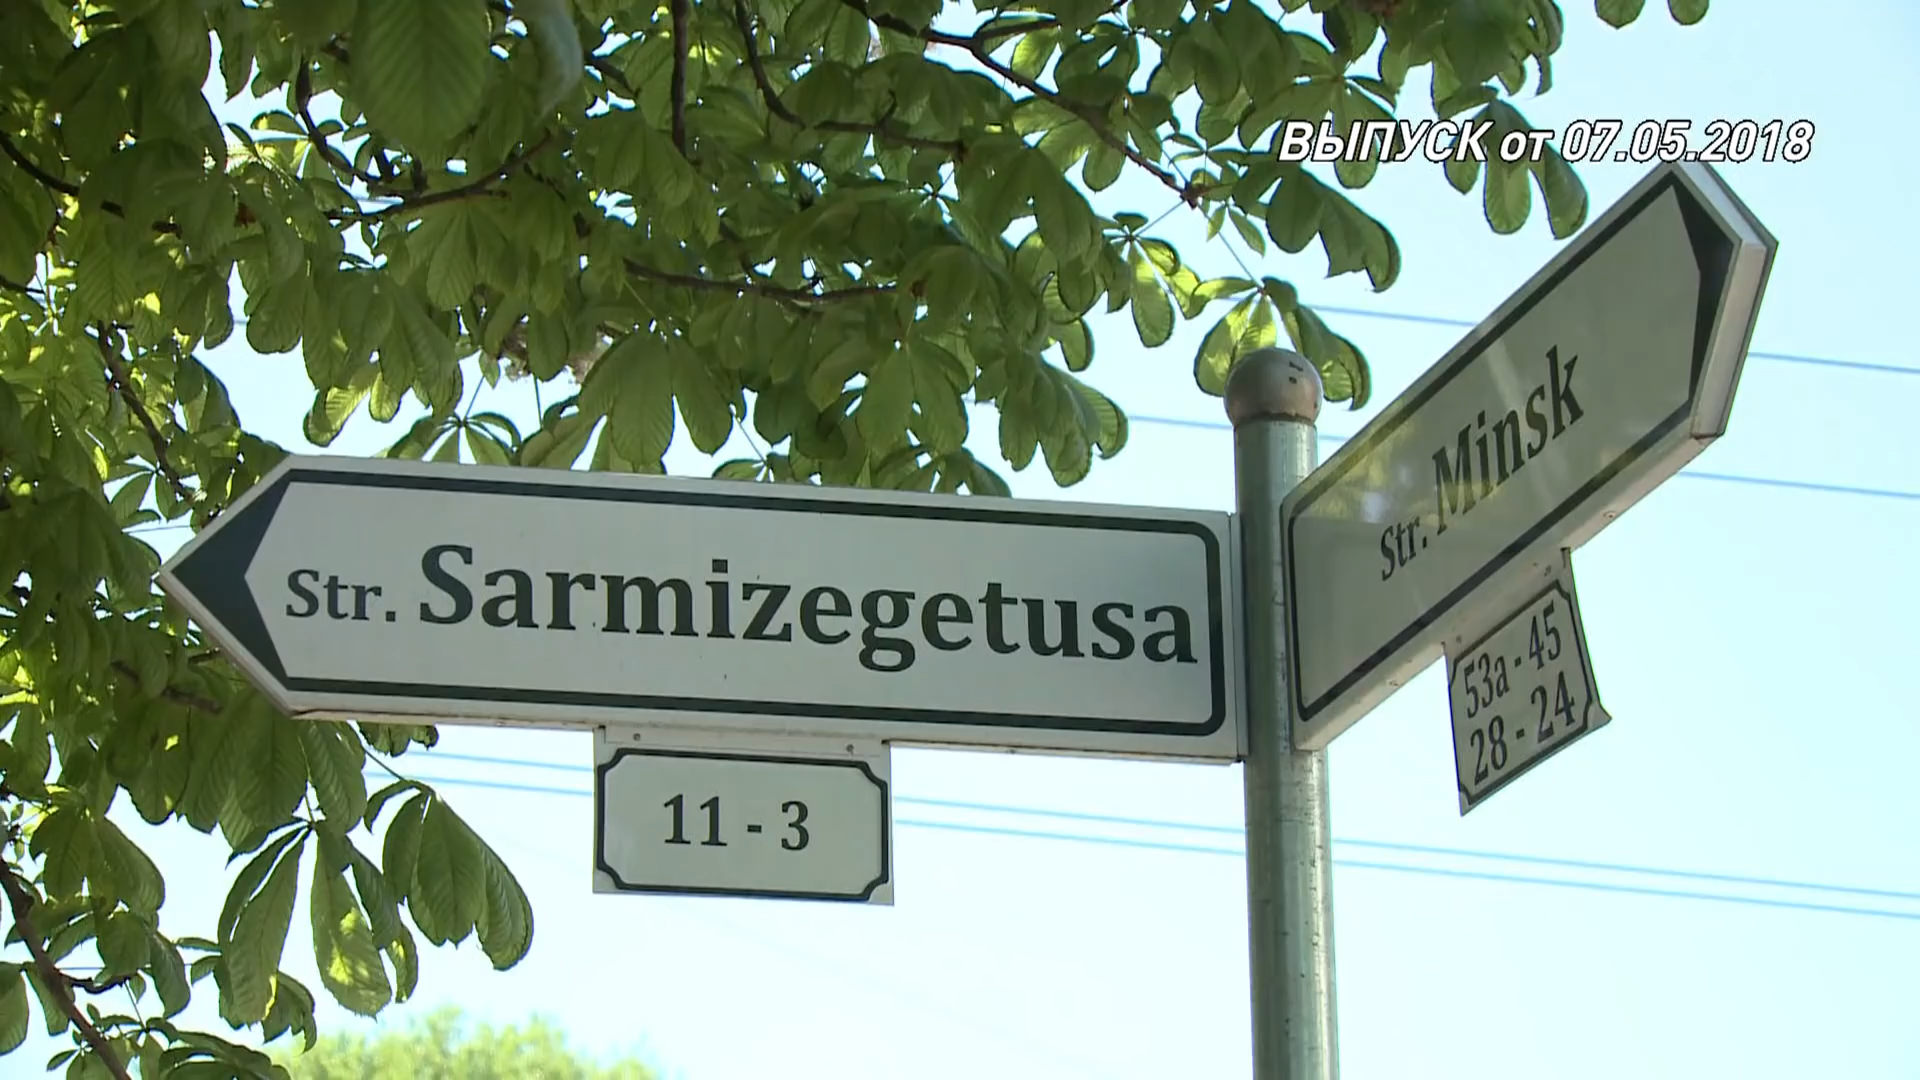 ВЫПУСК от 07.05.2018
Str. Sarmizegetusa
11 - 3
Str. Minsk
53a - 45
28 - 24